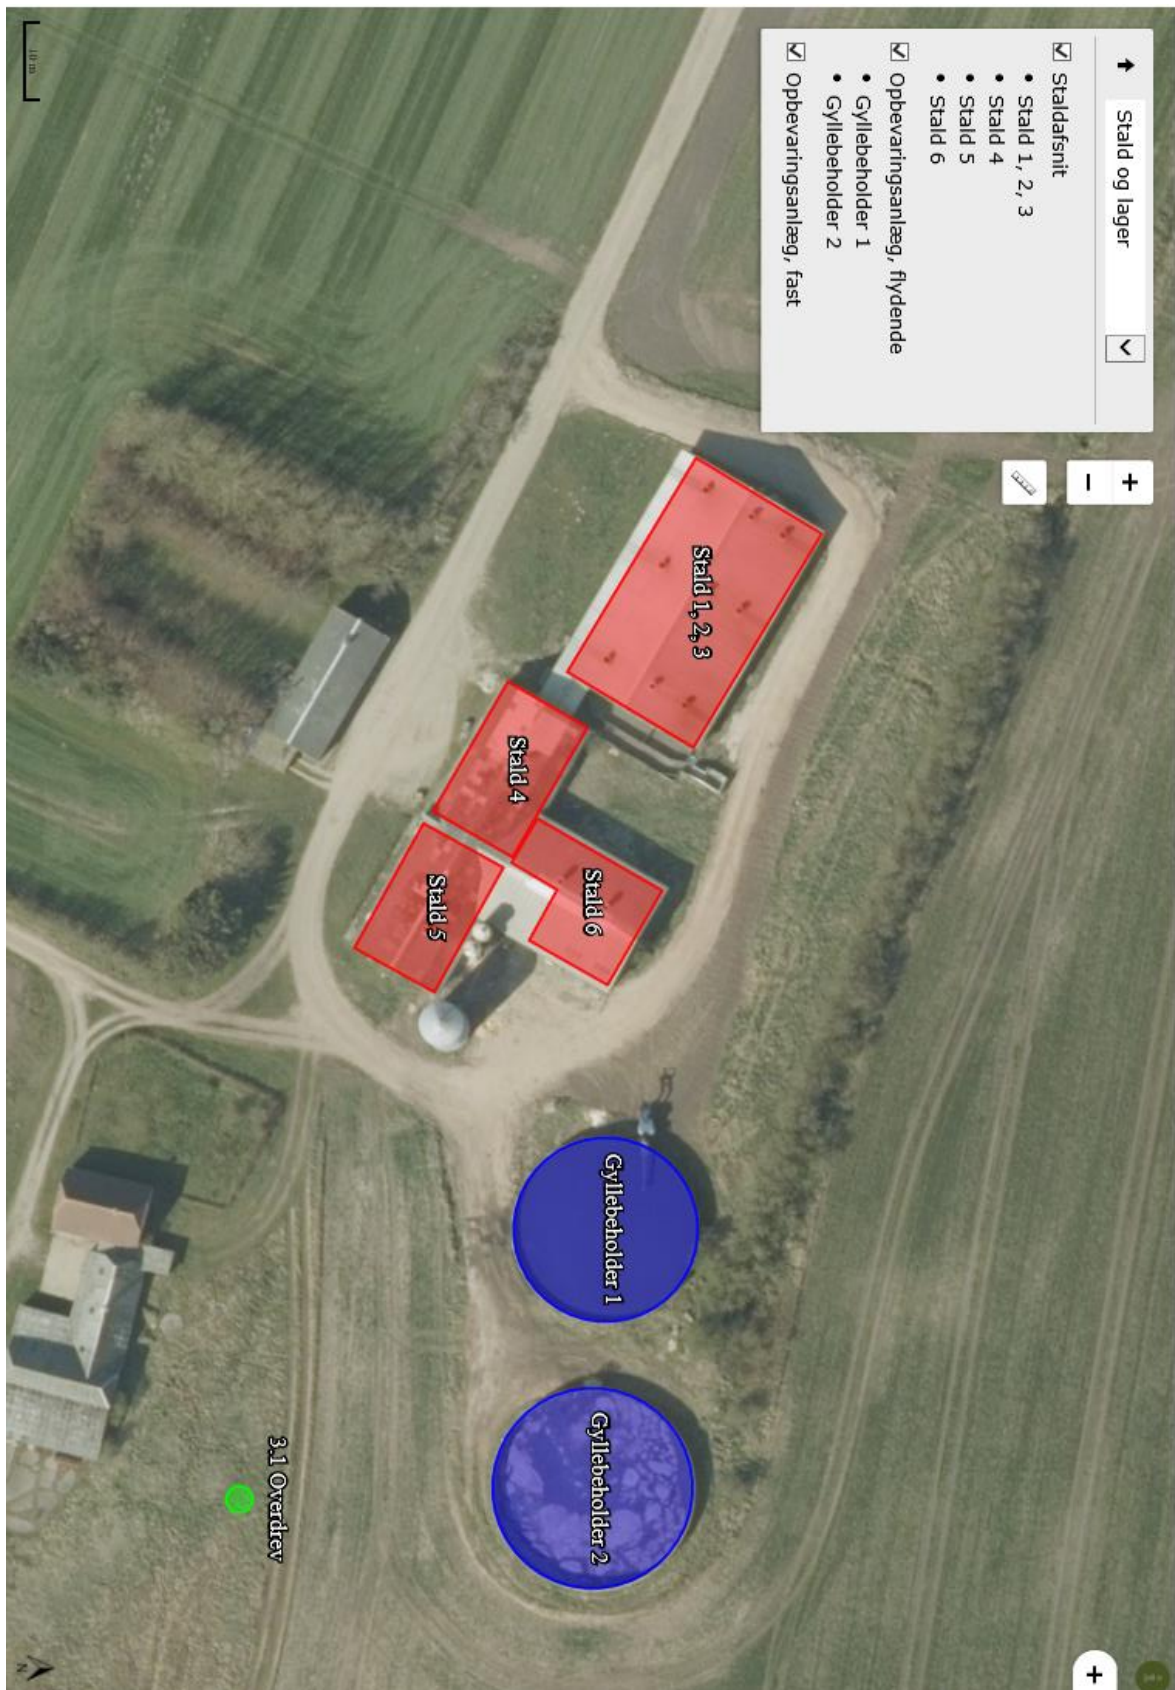 Stald og lager
Staldafsnit
• Stald 1, 2, 3
• Stald 4
• Stald 5
• Stald 6
Opbevaringsanlæg, flydende
• Gyllebeholder 1
• Gyllebeholder 2
Opbevaringsanlæg, fast
+
−
Stald 1, 2, 3
Stald 4
Stald 6
Stald 5
Gyllebeholder 1
Gyllebeholder 2
3.1 Overdrev
10 m
N
+